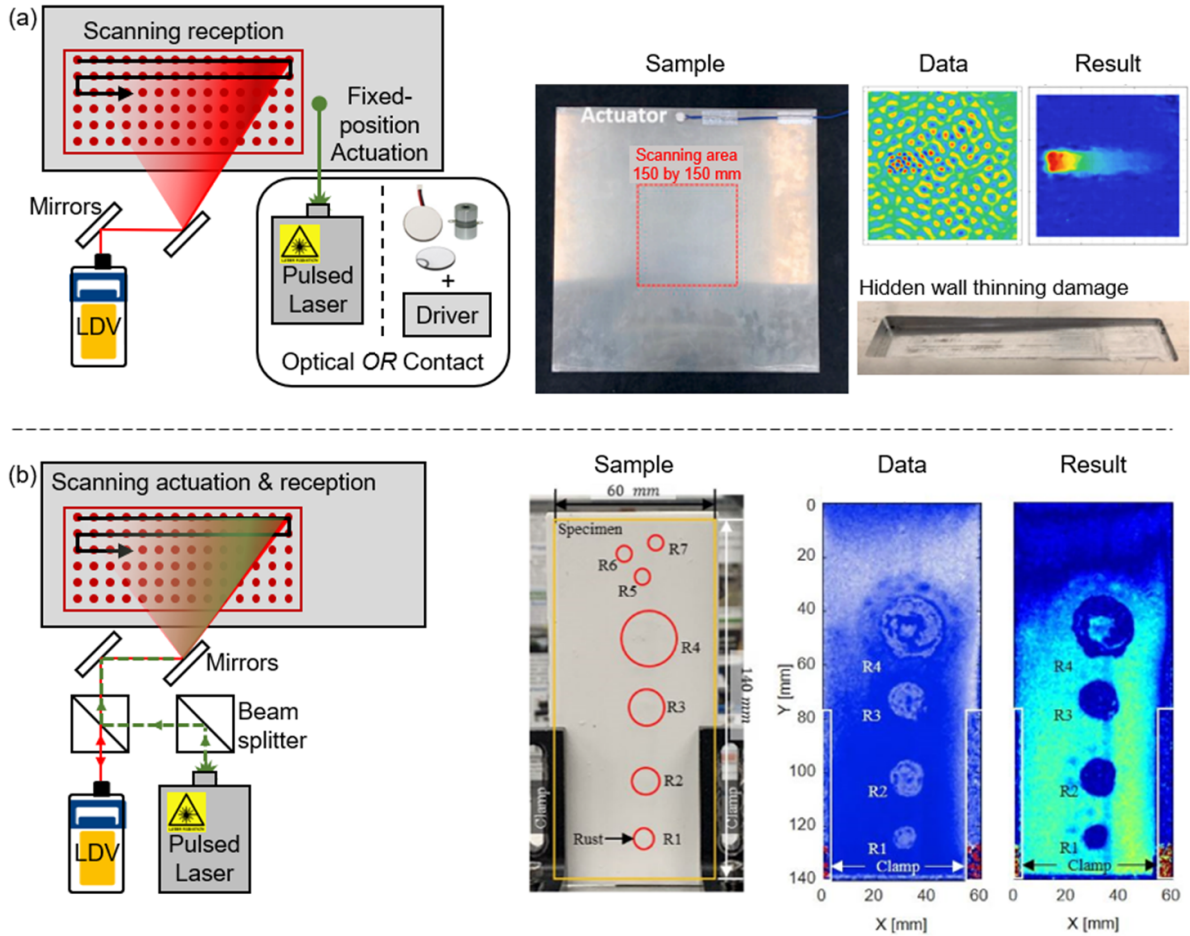 (a)
Scanning reception
Fixed-
position
Actuation
Mirrors
LDV
LASER RADIATION
Pulsed
Laser
+
Driver
Optical OR Contact
Sample
Actuator
Scanning area
150 by 150 mm
Data
Result
Hidden wall thinning damage
(b)
Scanning actuation & reception
Mirrors
Beam
splitter
LDV
LASER RADIATION
Pulsed
Laser
Sample
60 mm
Specimen
R7
R6
R5
R4
R3
R2
Rust
R1
140 mm
Clamp
Clamp
Data
0
20
40
60
80
100
120
140
Y [mm]
R4
R3
R2
R1
Clamp
0
20
40
60
X [mm]
Result
R4
R3
R2
R1
Clamp
0
20
40
60
X [mm]